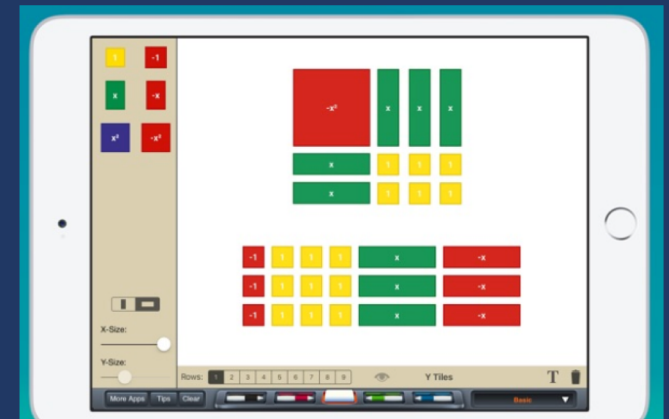 1 -1
x -x
x² -x²
-x² x x x
x 1 1 1
x 1 1 1
-1 1 1 1 x -x
-1 1 1 1 x -x
-1 1 1 1 x -x
X-Size:
Y-Size:
Rows: 1 2 3 4 5 6 7 8 9 Y Tiles T
More Apps Tips Clear Basic